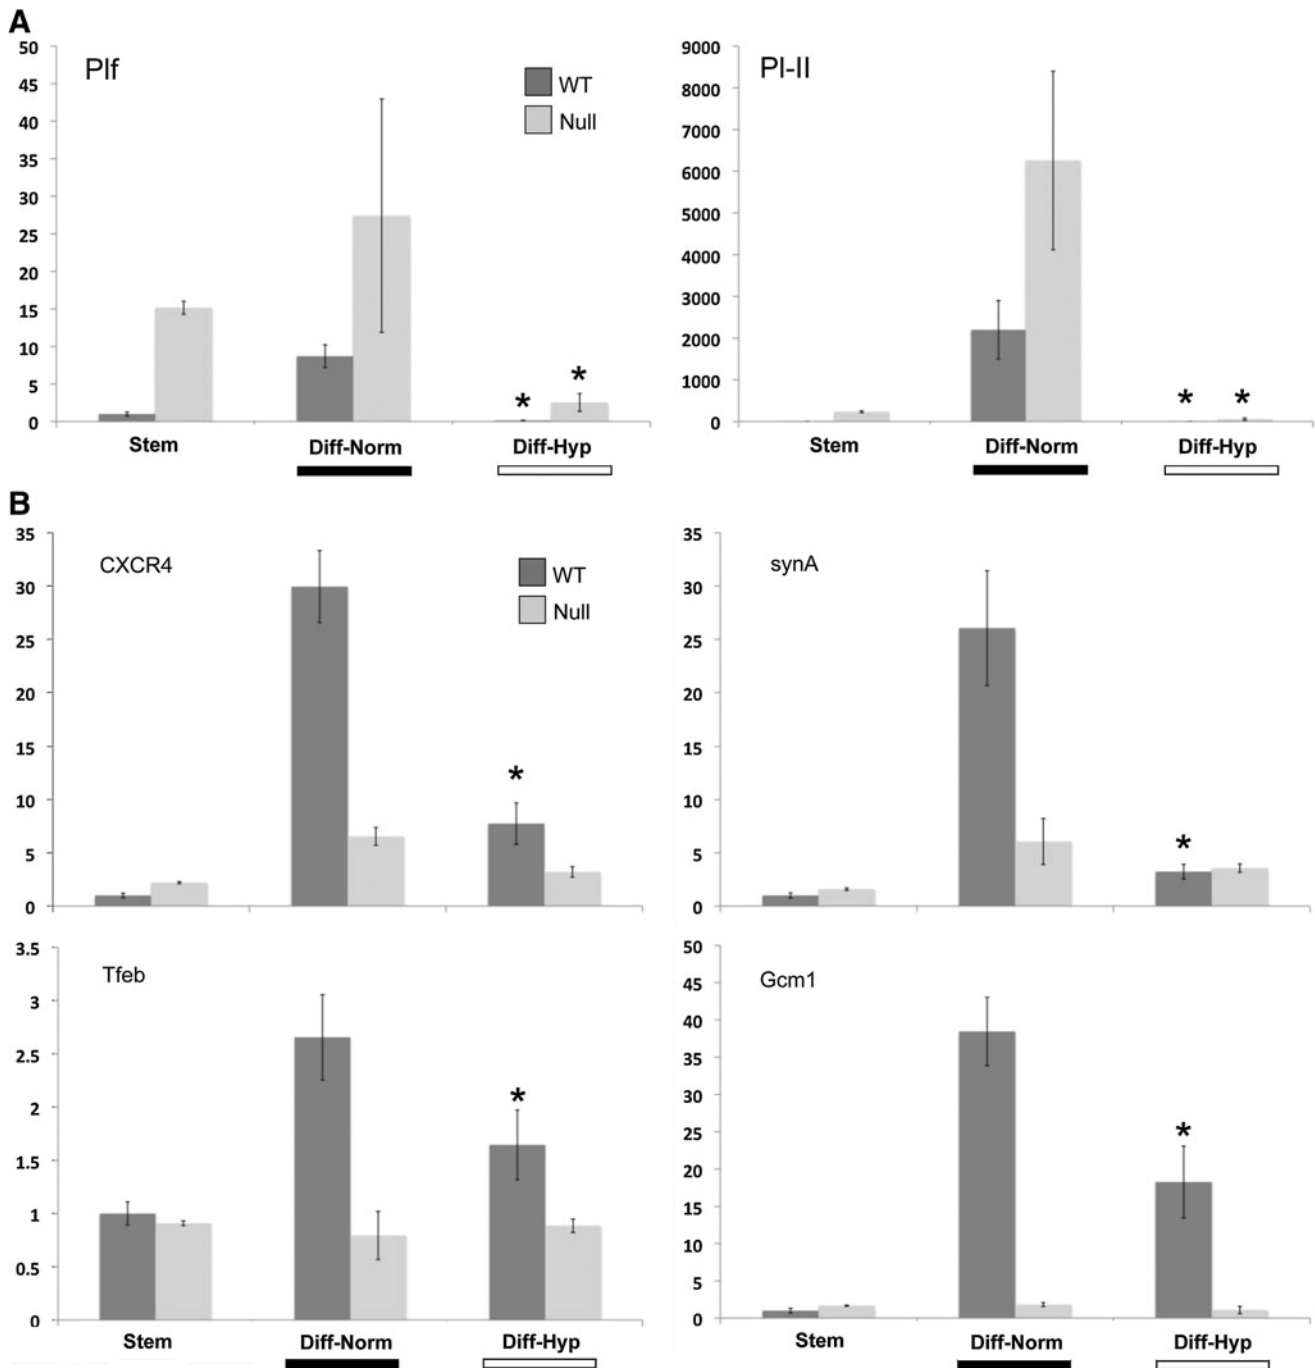 A
Plf
WT
Null
50
45
40
35
30
25
20
15
10
5
0
Stem
Diff-Norm
*
*
Diff-Hyp
Pl-II
9000
8000
7000
6000
5000
4000
3000
2000
1000
0
Stem
Diff-Norm
*
*
Diff-Hyp
B
CXCR4
WT
Null
35
30
25
20
15
10
5
0
*
synA
35
30
25
20
15
10
5
0
*
Tfeb
3.5
3
2.5
2
1.5
1
0.5
0
*
Stem
Diff-Norm
Diff-Hyp
Gcm1
50
45
40
35
30
25
20
15
10
5
0
*
Stem
Diff-Norm
Diff-Hyp